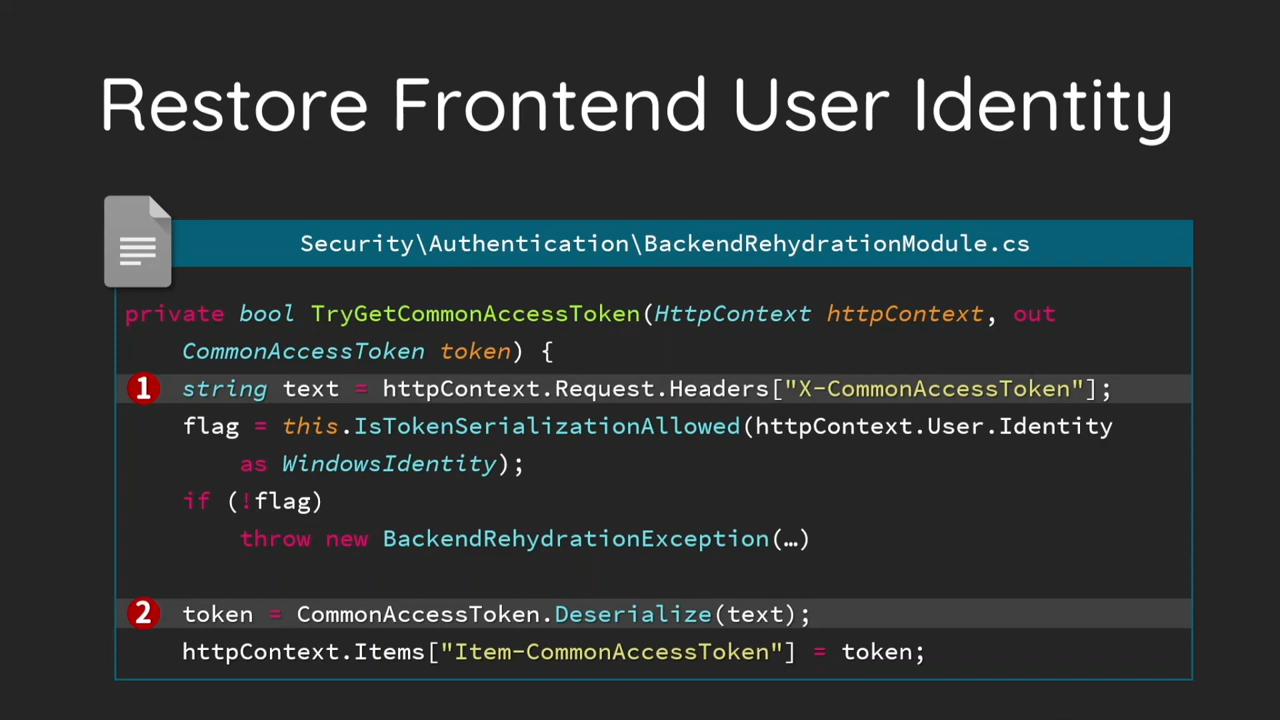 Restore Frontend User Identity
Security\Authentication\BackendRehydrationModule.cs
private bool TryGetCommonAccessToken(HttpContext httpContext, out
CommonAccessToken token) {
1 string text = httpContext.Request.Headers["X-CommonAccessToken"];
flag = this.IsTokenSerializationAllowed(httpContext.User.Identity
as WindowsIdentity);
if (!flag)
throw new BackendRehydrationException(…)
2 token = CommonAccessToken.Deserialize(text);
httpContext.Items["Item-CommonAccessToken"] = token;